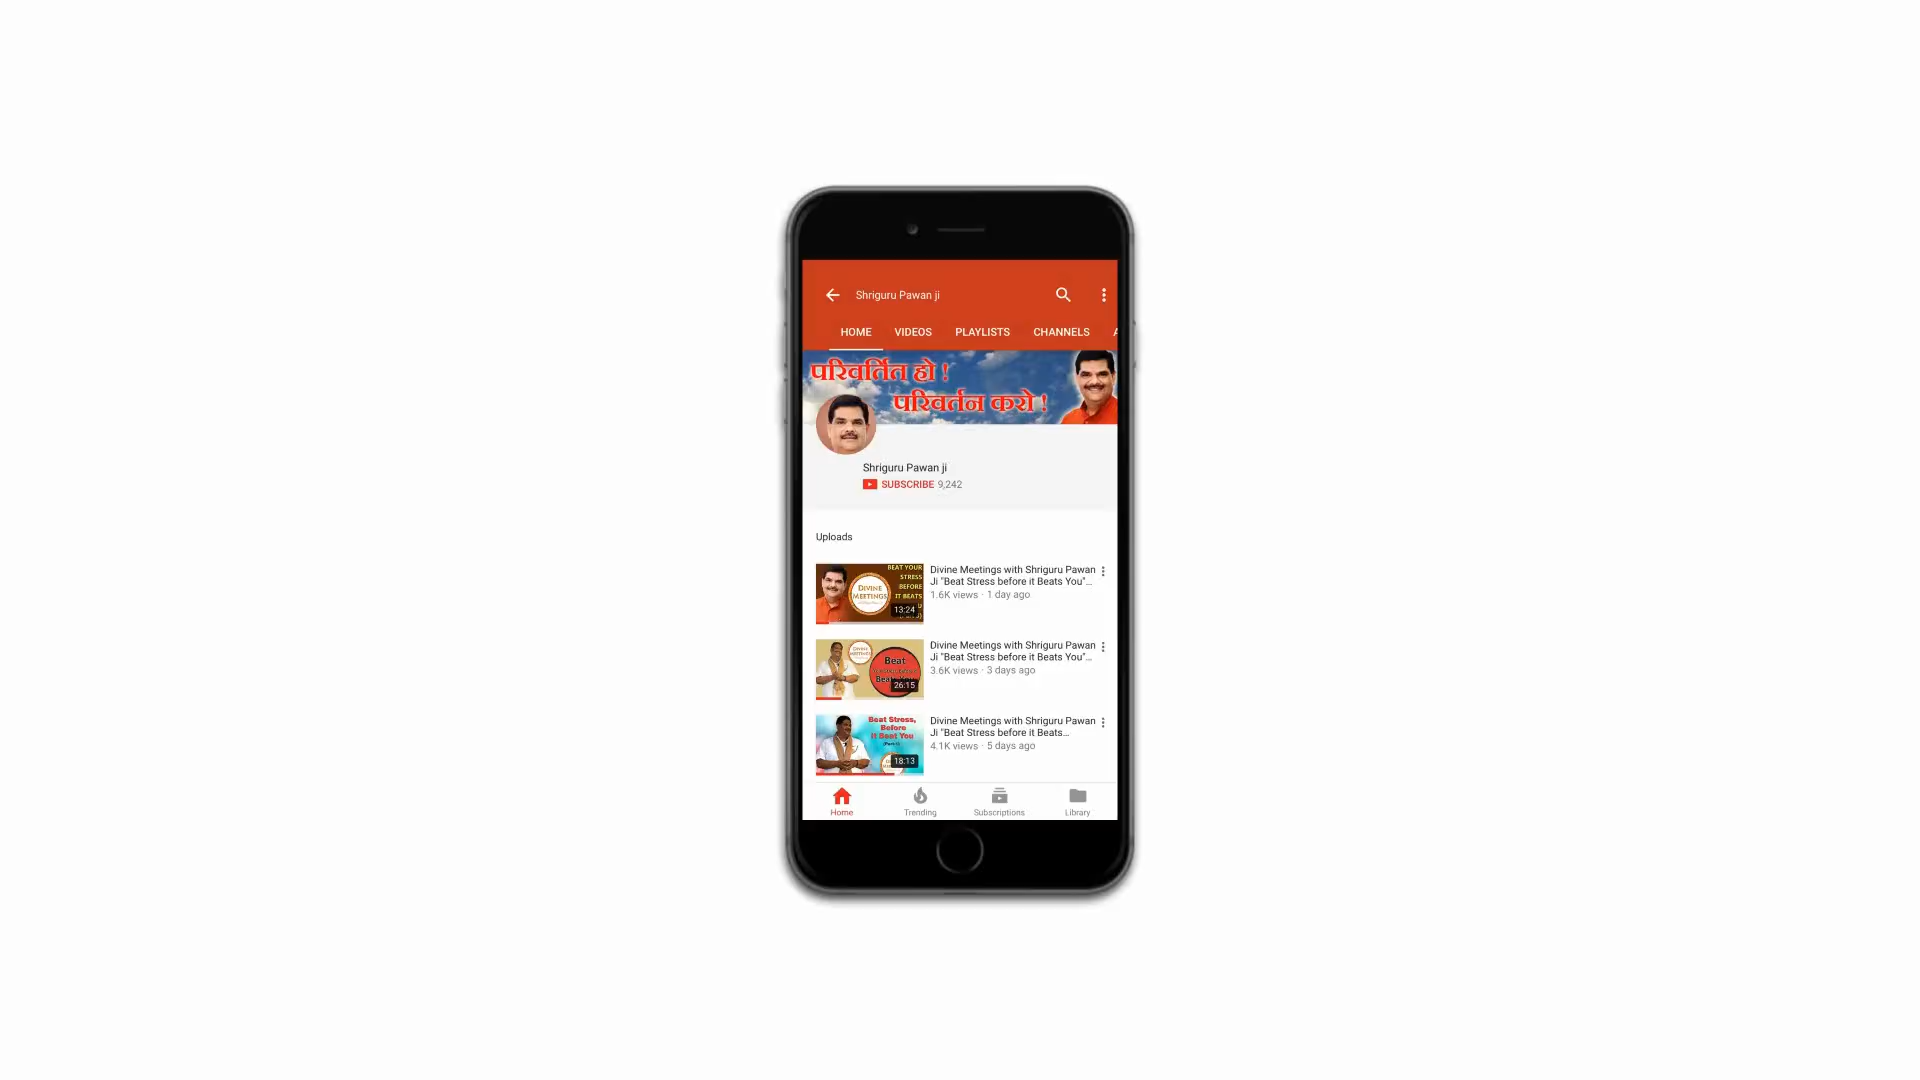 Shriguru Pawan ji
HOME VIDEOS PLAYLISTS CHANNELS A
परिवर्तित हो !
परिवर्तन करो !
Shriguru Pawan ji
SUBSCRIBE 9,242
Uploads
BEAT YOUR
STRESS
BEFORE
IT BEATS
DIVINE
MEETINGS
13:24
Divine Meetings with Shriguru Pawan
Ji "Beat Stress before it Beats You"...
1.6K views · 1 day ago
DIVINE
MEETINGS
Beat
26:15
Divine Meetings with Shriguru Pawan
Ji "Beat Stress before it Beats You"...
3.6K views · 3 days ago
Beat Stress,
Before
it Beat You
18:13
Divine Meetings with Shriguru Pawan
Ji "Beat Stress before it Beats...
4.1K views · 5 days ago
Home Trending Subscriptions Library